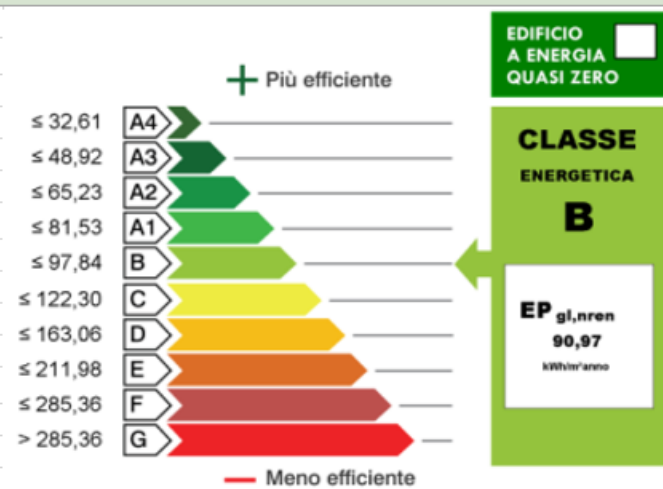 EDIFICIO
A ENERGIA
QUASI ZERO
Più efficiente
≤ 32,61 A4
≤ 48,92 A3
≤ 65,23 A2
≤ 81,53 A1
≤ 97,84 B
≤ 122,30 C
≤ 163,06 D
≤ 211,98 E
≤ 285,36 F
> 285,36 G
Meno efficiente
CLASSE
ENERGETICA
B
EP gl,nren
90,97
kWh/m²anno